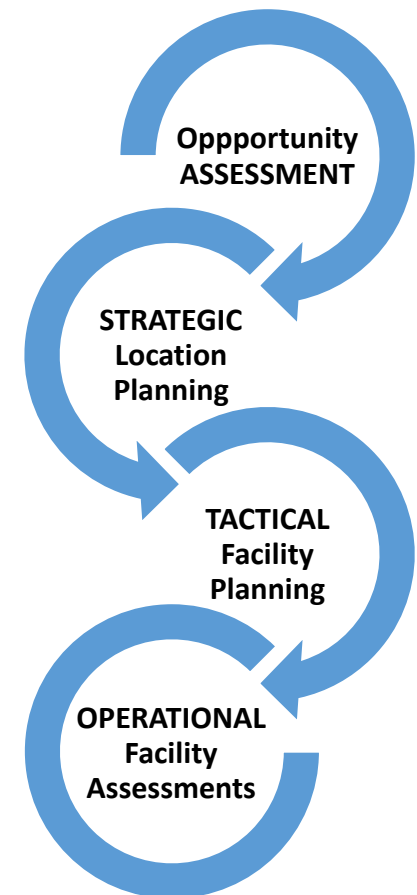 Oppportunity
ASSESSMENT
STRATEGIC
Location
Planning
TACTICAL
Facility
Planning
OPERATIONAL
Facility
Assessments